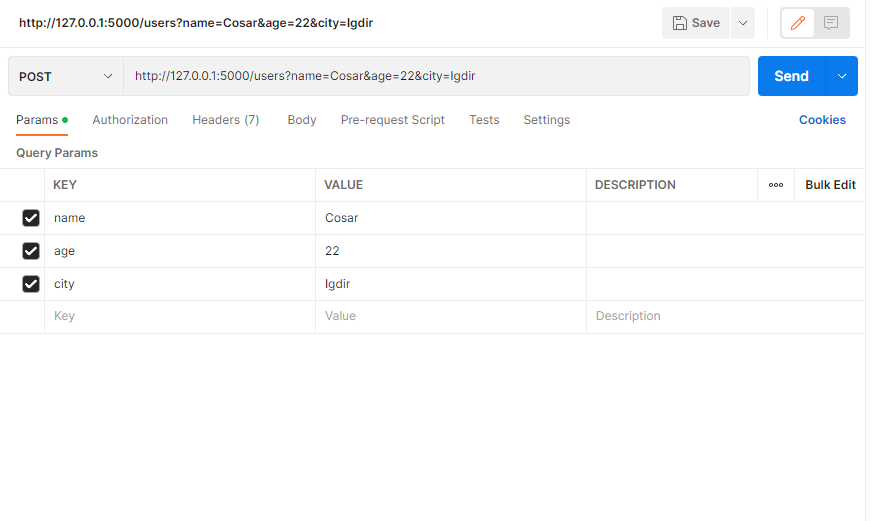 http://127.0.0.1:5000/users?name=Cosar&age=22&city=Igdir
Save
POST
http://127.0.0.1:5000/users?name=Cosar&age=22&city=Igdir
Send
Params Authorization Headers (7) Body Pre-request Script Tests Settings Cookies
Query Params
KEY VALUE DESCRIPTION Bulk Edit
name Cosar
age 22
city Igdir
Key Value Description